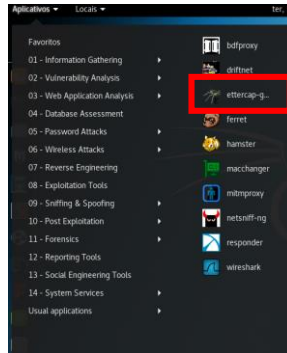 Aplicativos ▾ Locais ▾ ter,
Favoritos
01 - Information Gathering
02 - Vulnerability Analysis
03 - Web Application Analysis
04 - Database Assessment
05 - Password Attacks
06 - Wireless Attacks
07 - Reverse Engineering
08 - Exploitation Tools
09 - Sniffing & Spoofing
10 - Post Exploitation
11 - Forensics
12 - Reporting Tools
13 - Social Engineering Tools
14 - System Services
Usual applications
bdfproxy
driftnet
ettercap-g...
ferret
hamster
macchanger
mitmproxy
netsniff-ng
responder
wireshark